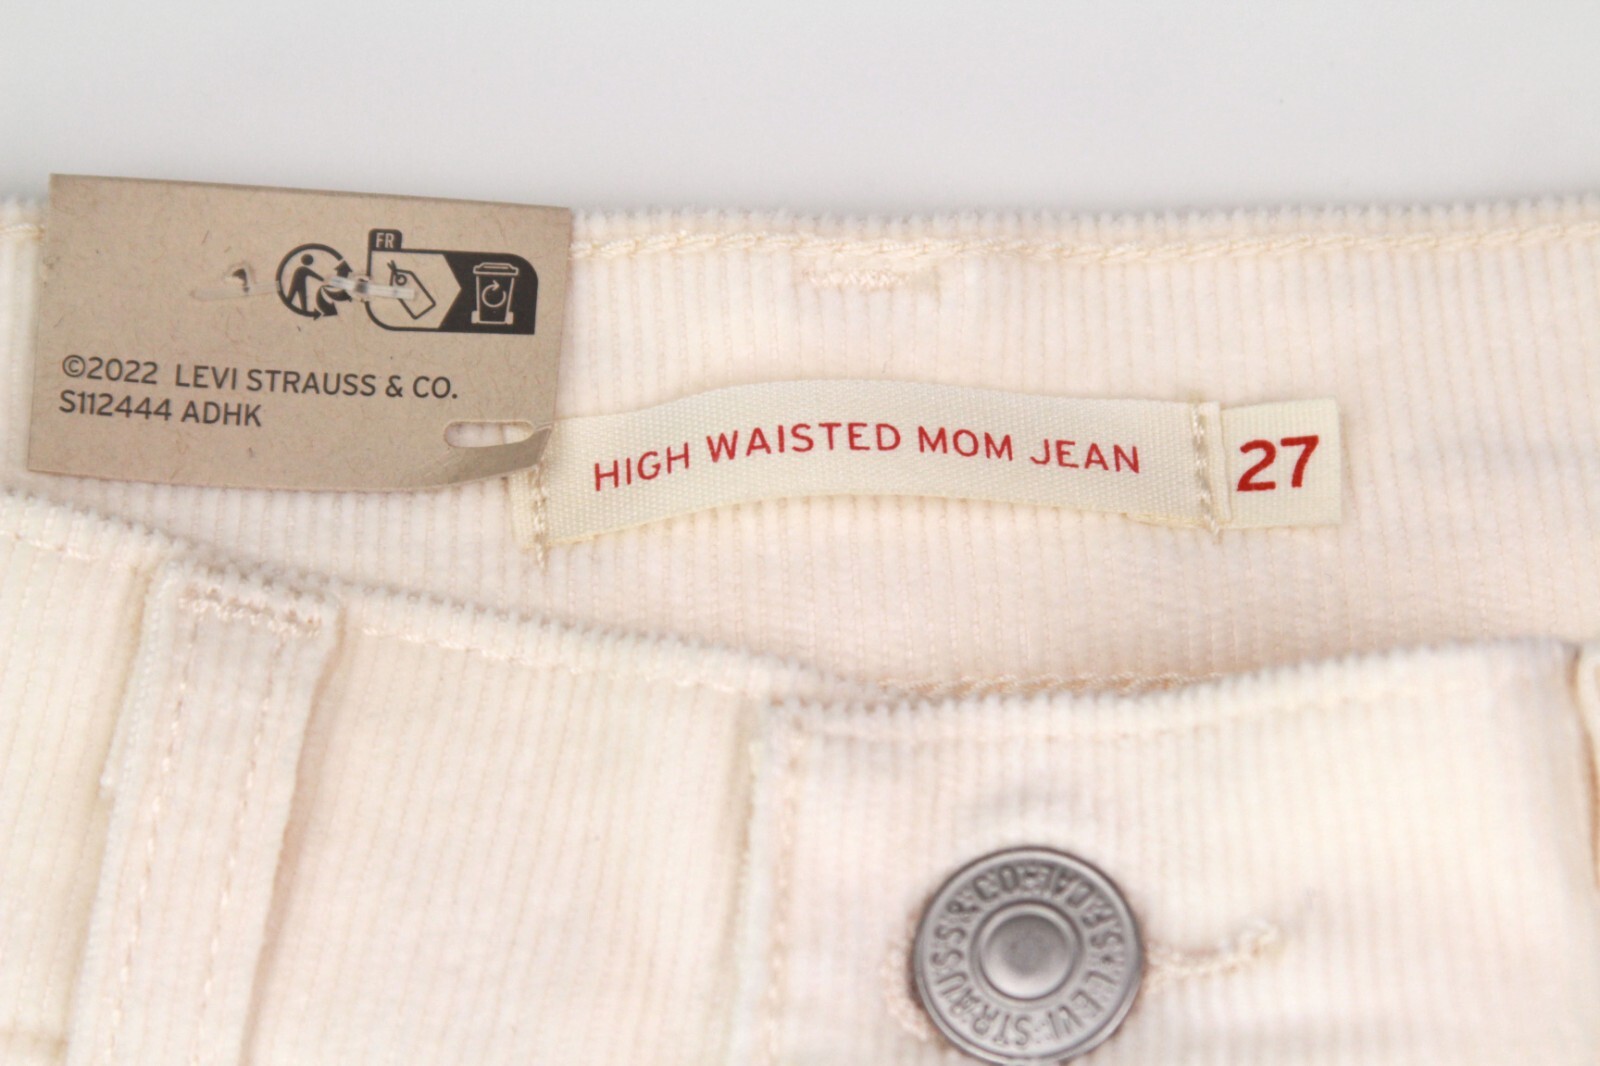 FR
©2022 LEVI STRAUSS & CO.
S112444 ADHK
HIGH WAISTED MOM JEAN
27
LEVI STRAUSS & CO